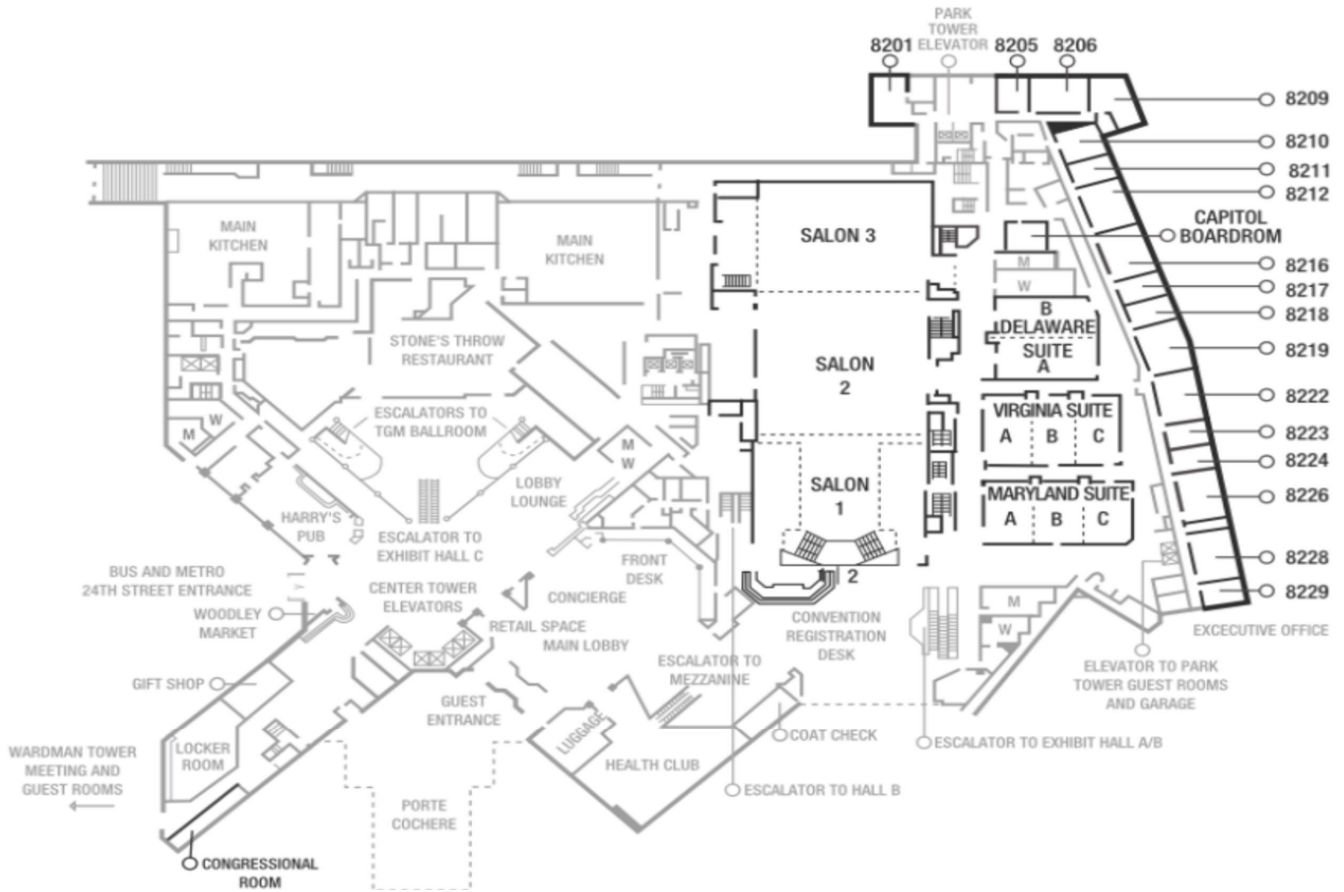 PARK
TOWER
ELEVATOR
8201
8205
8206
8209
8210
8211
8212
CAPITOL
BOARDROM
8216
8217
8218
8219
8222
8223
8224
8226
8228
8229
EXCECUTIVE OFFICE
MAIN
KITCHEN
MAIN
KITCHEN
SALON 3
M
W
B
DELAWARE
SUITE
A
STONE'S THROW
RESTAURANT
SALON
2
VIRGINIA SUITE
A B C
ESCALATORS TO
TGM BALLROOM
W
M
M
W
LOBBY
LOUNGE
SALON
1
MARYLAND SUITE
A B C
HARRY'S
PUB
ESCALATOR TO
EXHIBIT HALL C
FRONT
DESK
1 2
BUS AND METRO
24TH STREET ENTRANCE
CENTER TOWER
ELEVATORS
CONCIERGE
WOODLEY
MARKET
RETAIL SPACE
MAIN LOBBY
CONVENTION
REGISTRATION
DESK
M
W
ESCALATOR TO
MEZZANINE
ELEVATOR TO PARK
TOWER GUEST ROOMS
AND GARAGE
GIFT SHOP
GUEST
ENTRANCE
LUGGAGE
COAT CHECK
ESCALATOR TO EXHIBIT HALL A/B
WARDMAN TOWER
MEETING AND
GUEST ROOMS
LOCKER
ROOM
HEALTH CLUB
ESCALATOR TO HALL B
PORTE
COCHERE
CONGRESSIONAL
ROOM